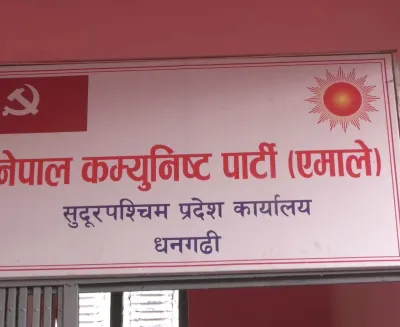 नेपाल कम्युनिष्ट पार्टी (एमाले)
सुदूरपश्चिम प्रदेश कार्यालय
धनगढी